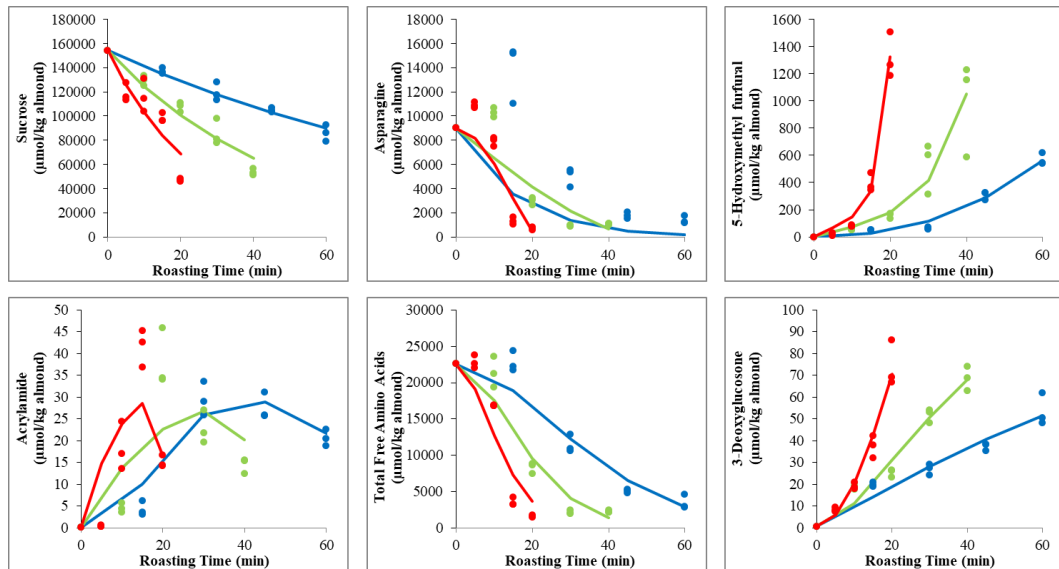 180000
160000
140000
120000
100000
80000
60000
40000
20000
0
Sucrose
(µmol/kg almond)
0 20 40 60
Roasting Time (min)
18000
16000
14000
12000
10000
8000
6000
4000
2000
0
Asparagine
(µmol/kg almond)
0 20 40 60
Roasting Time (min)
1600
1400
1200
1000
800
600
400
200
0
5-Hydroxymethyl furfural
(µmol/kg almond)
0 20 40 60
Roasting Time (min)
50
45
40
35
30
25
20
15
10
5
0
Acrylamide
(µmol/kg almond)
0 20 40 60
Roasting Time (min)
25000
20000
15000
10000
5000
0
Total Free Amino Acids
(µmol/kg almond)
0 20 40 60
Roasting Time (min)
100
90
80
70
60
50
40
30
20
10
0
3-Deoxyglucosone
(µmol/kg almond)
0 20 40 60
Roasting Time (min)